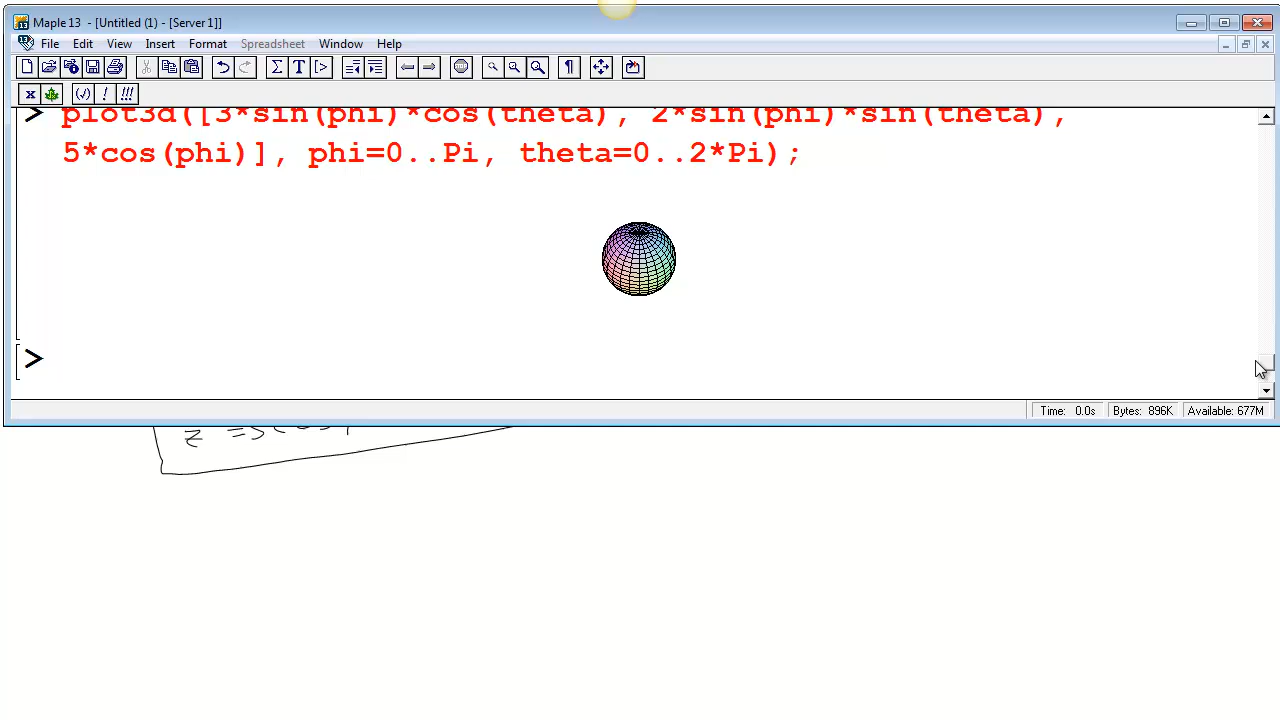 Maple 13 - [Untitled (1) - [Server 1]]
File Edit View Insert Format Spreadsheet Window Help
> plot3d([3*sin(phi)*cos(theta), 2*sin(phi)*sin(theta),
5*cos(phi)], phi=0..Pi, theta=0..2*Pi);
>
Time: 0.0s Bytes: 896K Available: 677M
z =